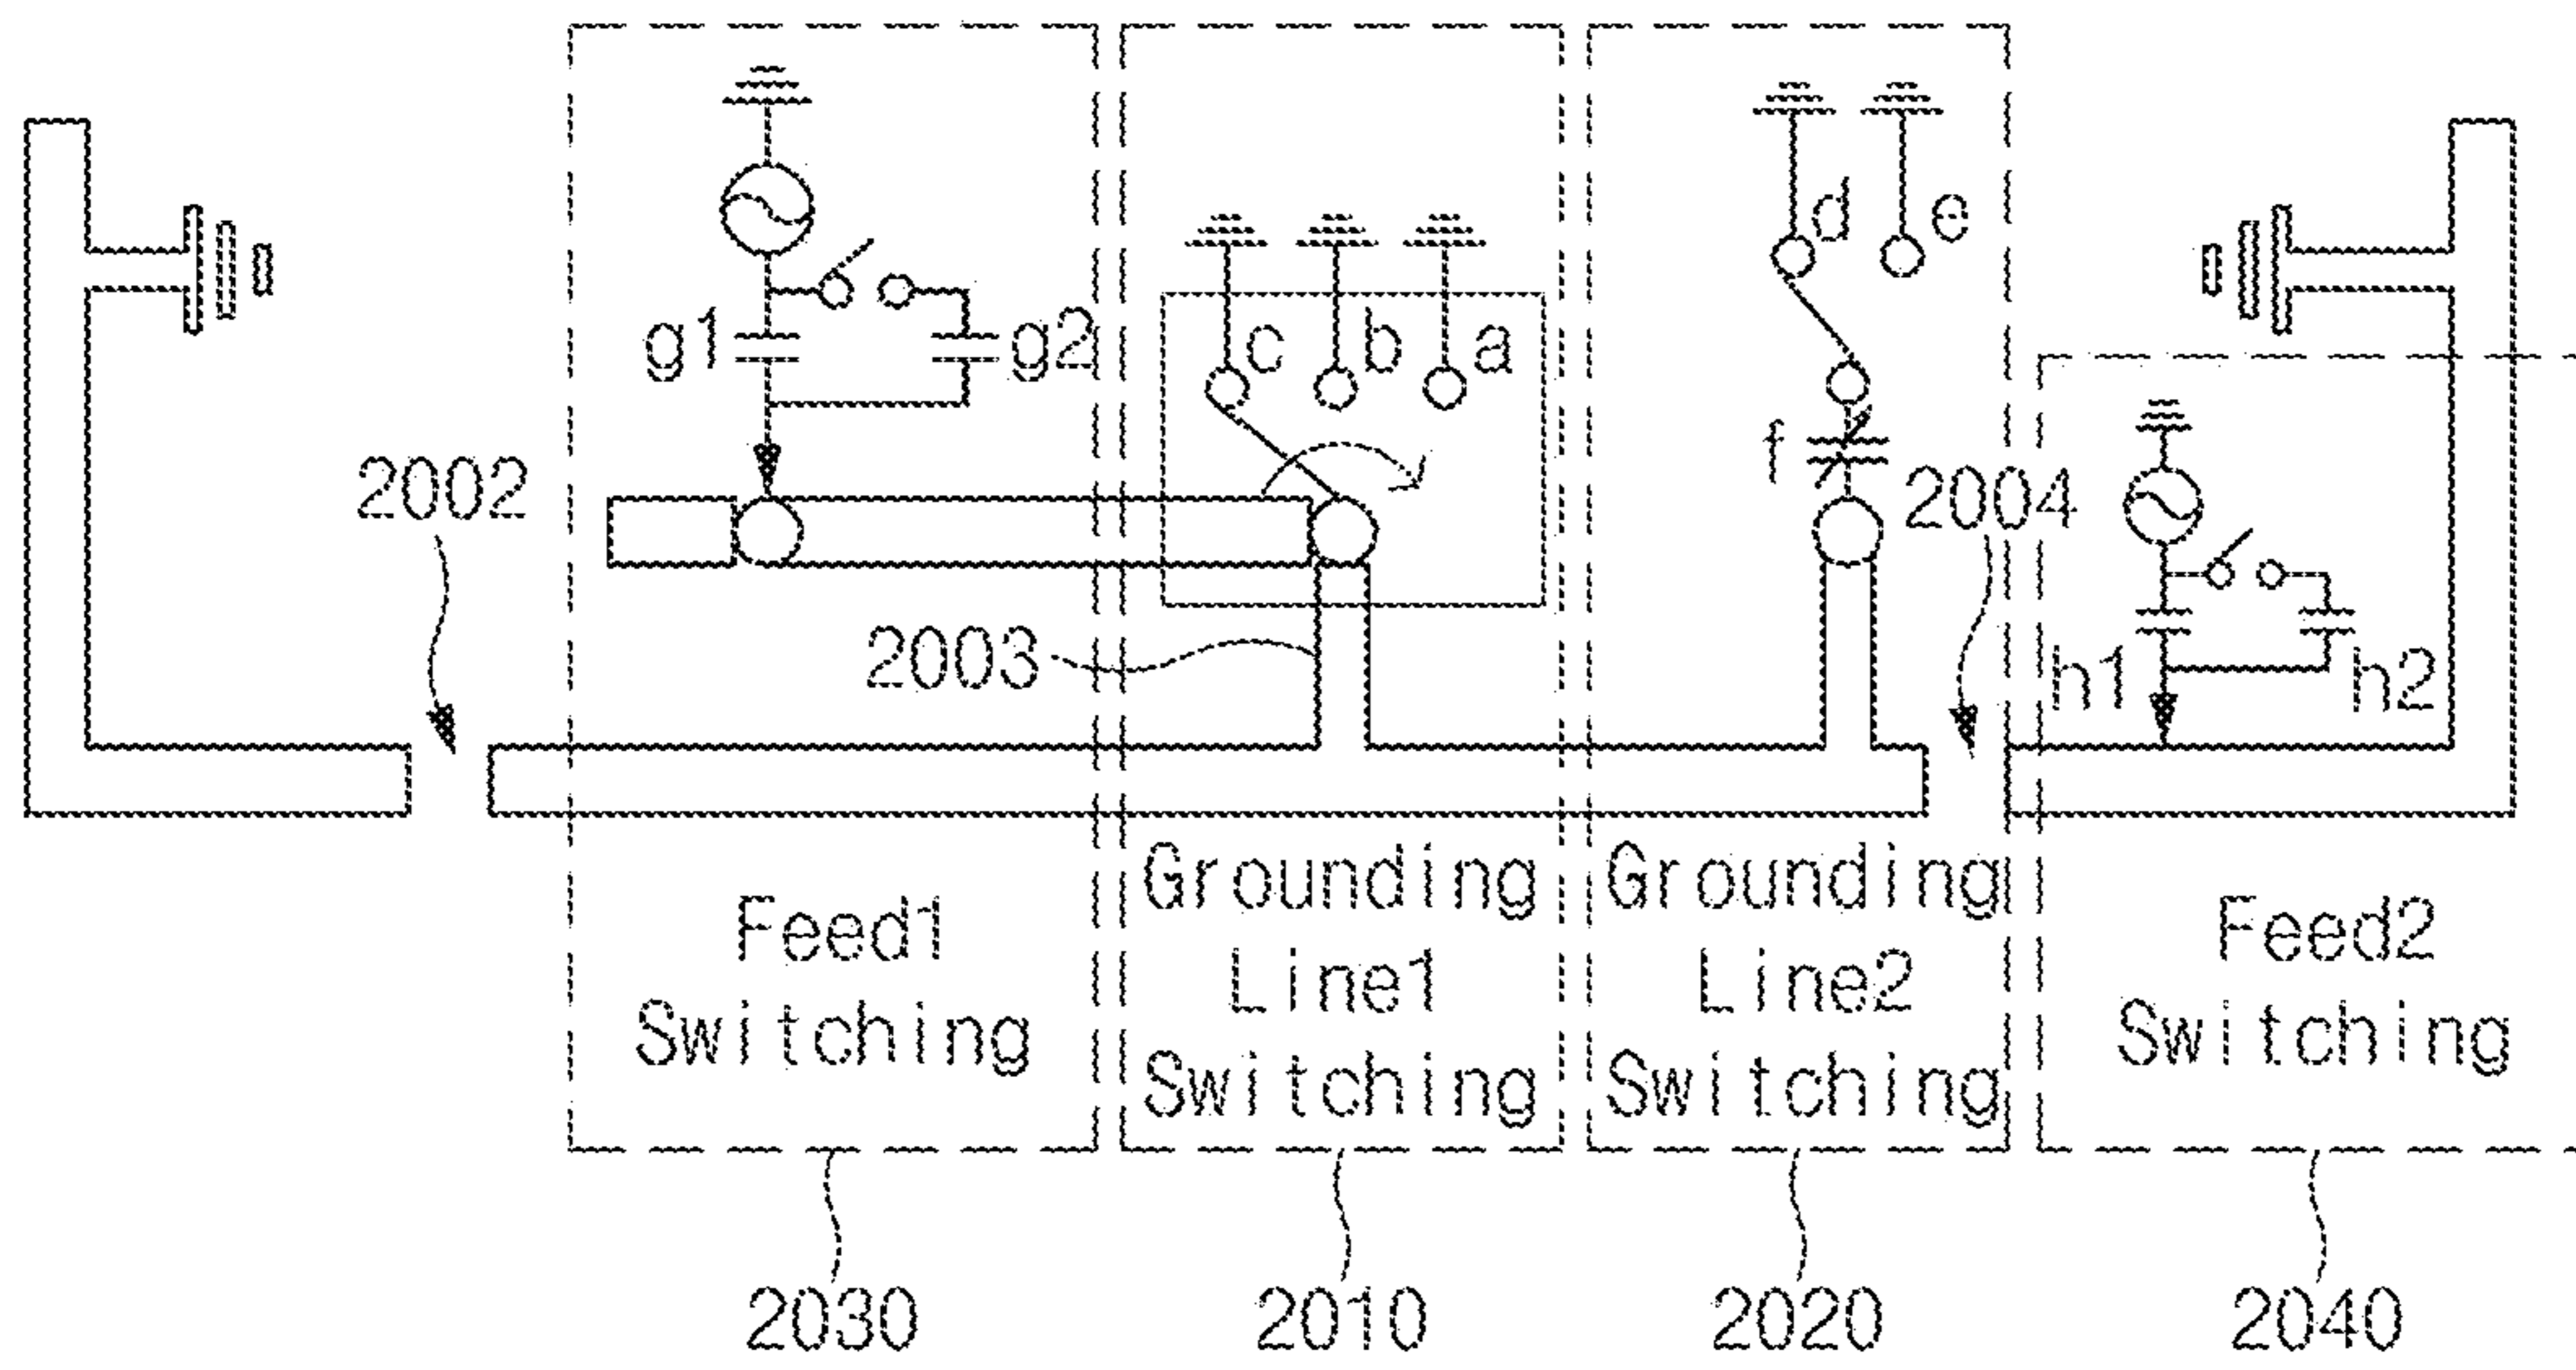 d e
c b a
g1 g2
f
2002 2004
2003
h1 h2
Feed1
Switching
Grounding
Line1
Switching
Grounding
Line2
Switching
Feed2
Switching
2030 2010 2020 2040